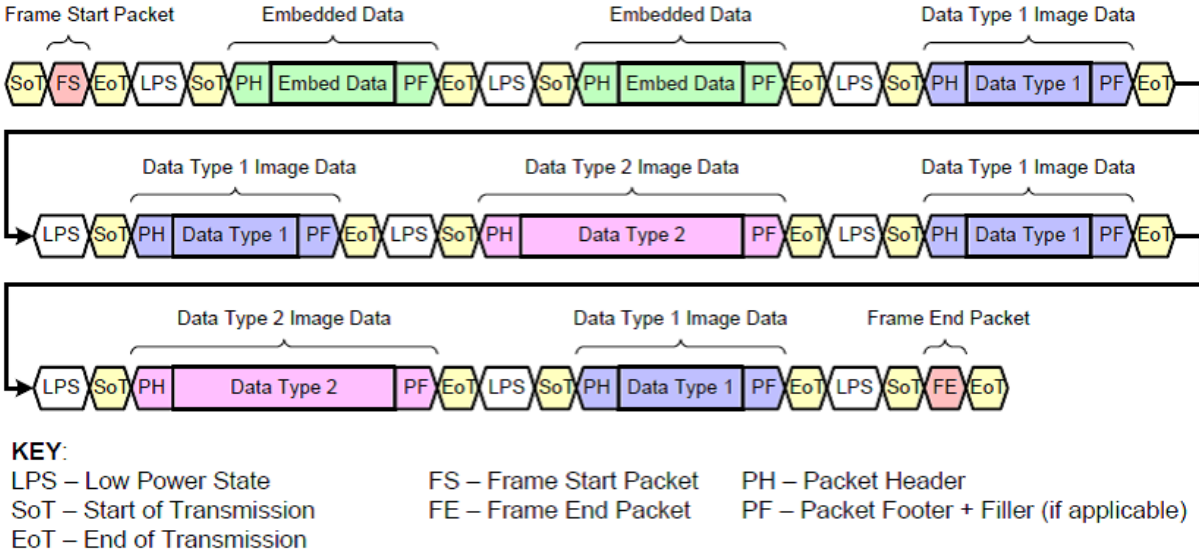 Frame Start Packet Embedded Data Embedded Data Data Type 1 Image Data
SoT FS EoT LPS SoT PH Embed Data PF EoT LPS SoT PH Embed Data PF EoT LPS SoT PH Data Type 1 PF EoT
Data Type 1 Image Data Data Type 2 Image Data Data Type 1 Image Data
LPS SoT PH Data Type 1 PF EoT LPS SoT PH Data Type 2 PF EoT LPS SoT PH Data Type 1 PF EoT
Data Type 2 Image Data Data Type 1 Image Data Frame End Packet
LPS SoT PH Data Type 2 PF EoT LPS SoT PH Data Type 1 PF EoT LPS SoT FE EoT
KEY:
LPS – Low Power State FS – Frame Start Packet PH – Packet Header
SoT – Start of Transmission FE – Frame End Packet PF – Packet Footer + Filler (if applicable)
EoT – End of Transmission